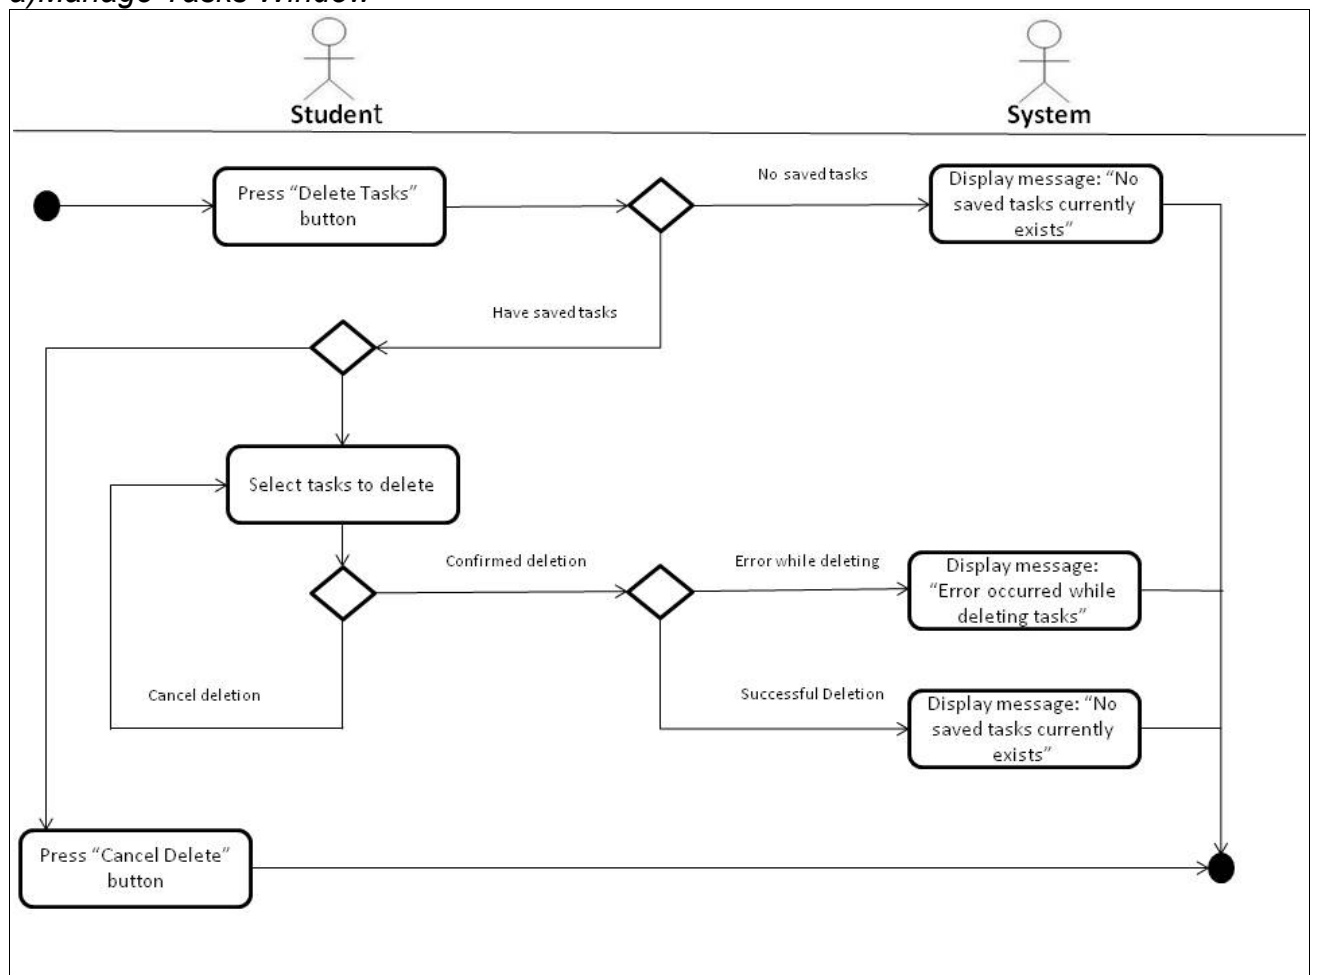 a)Manage Tasks Window
Student
System
Press “Delete Tasks”
button
No saved tasks
Display message: “No
saved tasks currently
exists”
Have saved tasks
Select tasks to delete
Confirmed deletion
Error while deleting
Display message:
“Error occurred while
deleting tasks”
Cancel deletion
Successful Deletion
Display message: “No
saved tasks currently
exists”
Press “Cancel Delete”
button